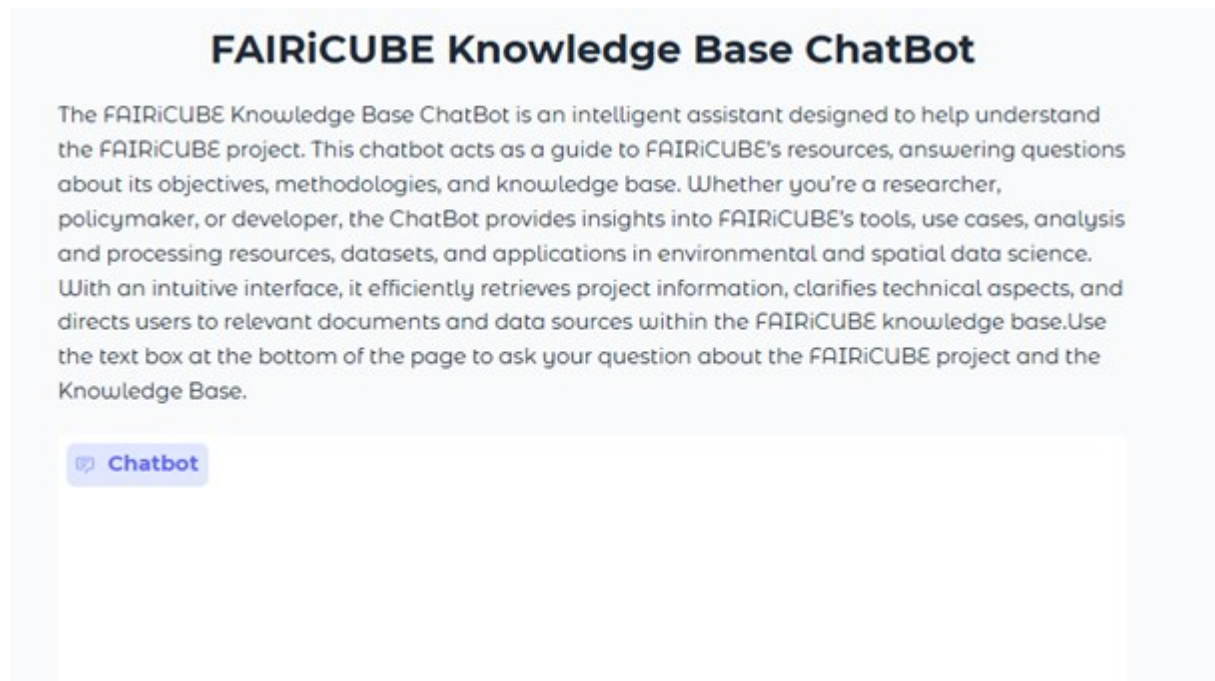 FAIRiCUBE Knowledge Base ChatBot
The FAIRiCUBE Knowledge Base ChatBot is an intelligent assistant designed to help understand
the FAIRiCUBE project. This chatbot acts as a guide to FAIRiCUBE's resources, answering questions
about its objectives, methodologies, and knowledge base. Whether you're a researcher,
policymaker, or developer, the ChatBot provides insights into FAIRiCUBE's tools, use cases, analysis
and processing resources, datasets, and applications in environmental and spatial data science.
With an intuitive interface, it efficiently retrieves project information, clarifies technical aspects, and
directs users to relevant documents and data sources within the FAIRiCUBE knowledge base.Use
the text box at the bottom of the page to ask your question about the FAIRiCUBE project and the
Knowledge Base.
Chatbot